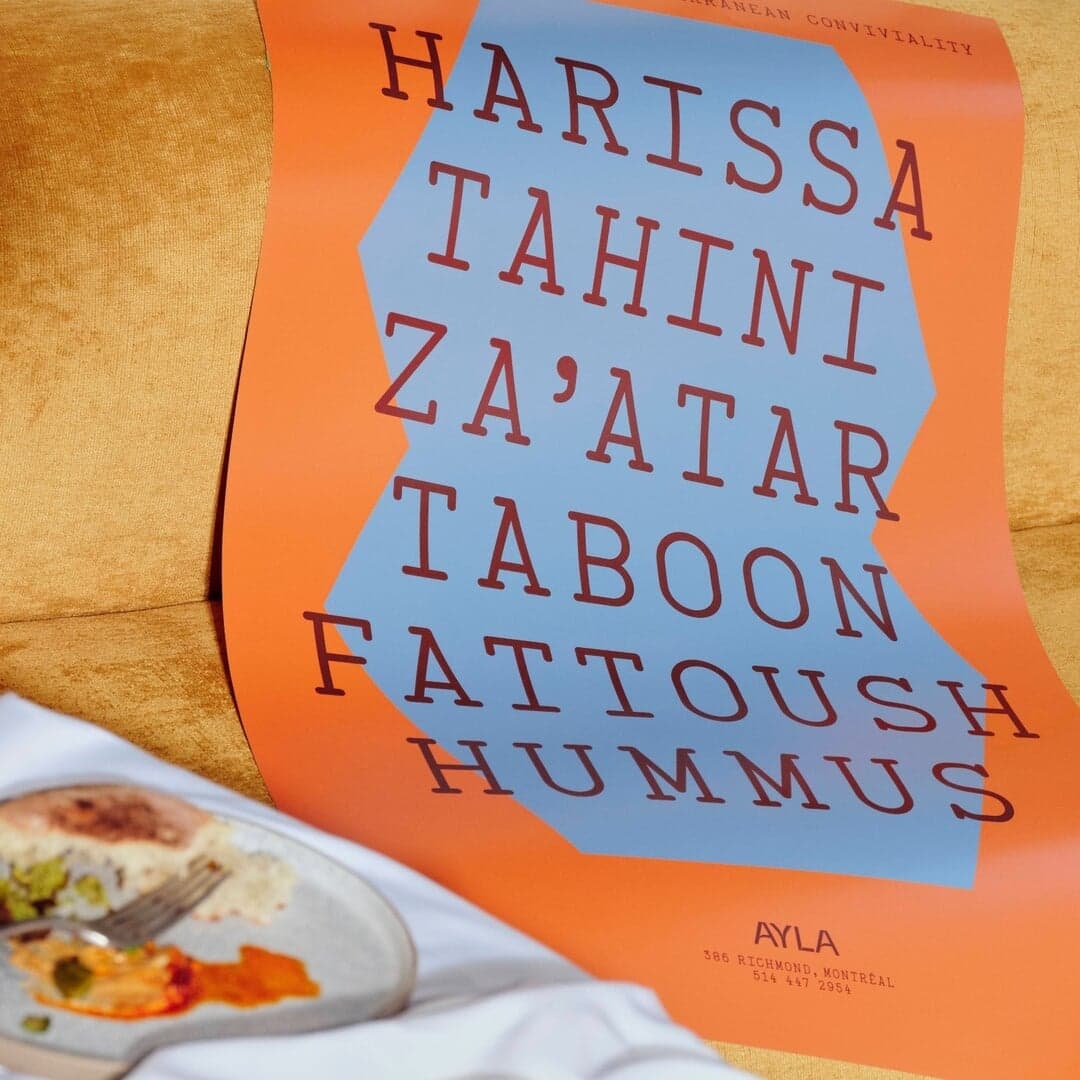 CONVIVIALITY
HARISSA
TAHINI
ZA’ATAR
TABOON
FATTOUSH
HUMMUS
AYLA
386 RICHMOND, MONTRÉAL
514 447 2954